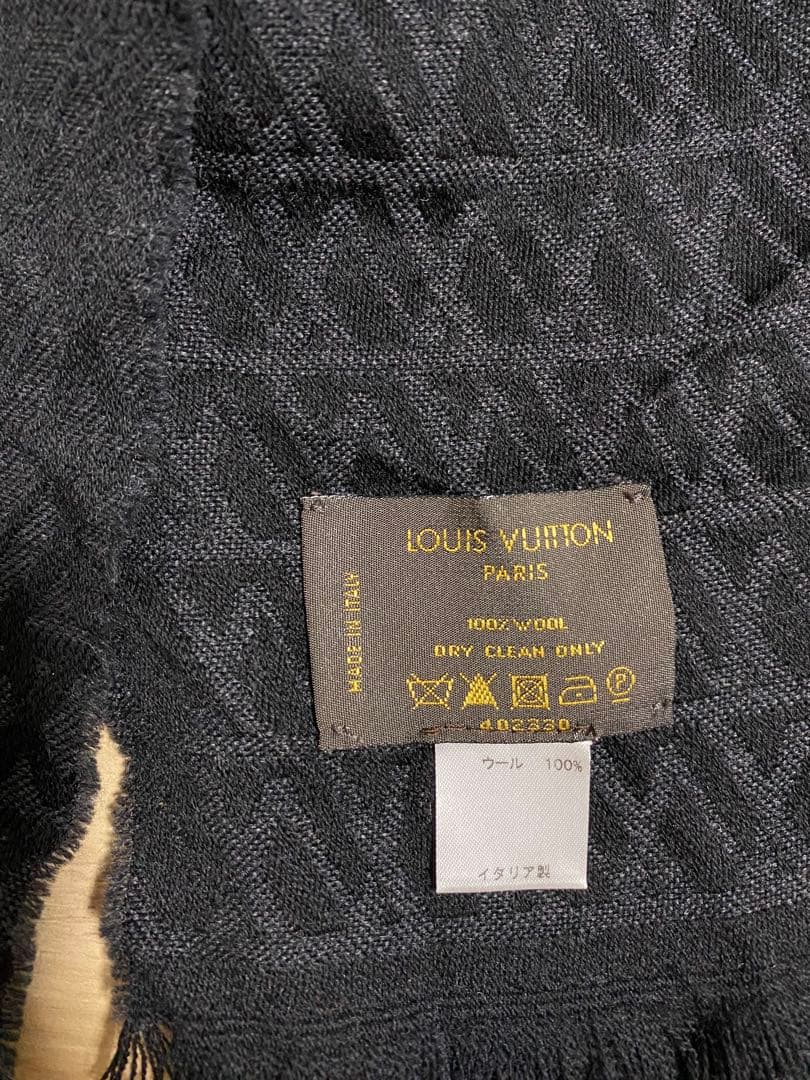 LOUIS VUITTON
PARIS
MADE IN ITALY
100% WOOL
DRY CLEAN ONLY
P
402330
ウール 100%
イタリア製